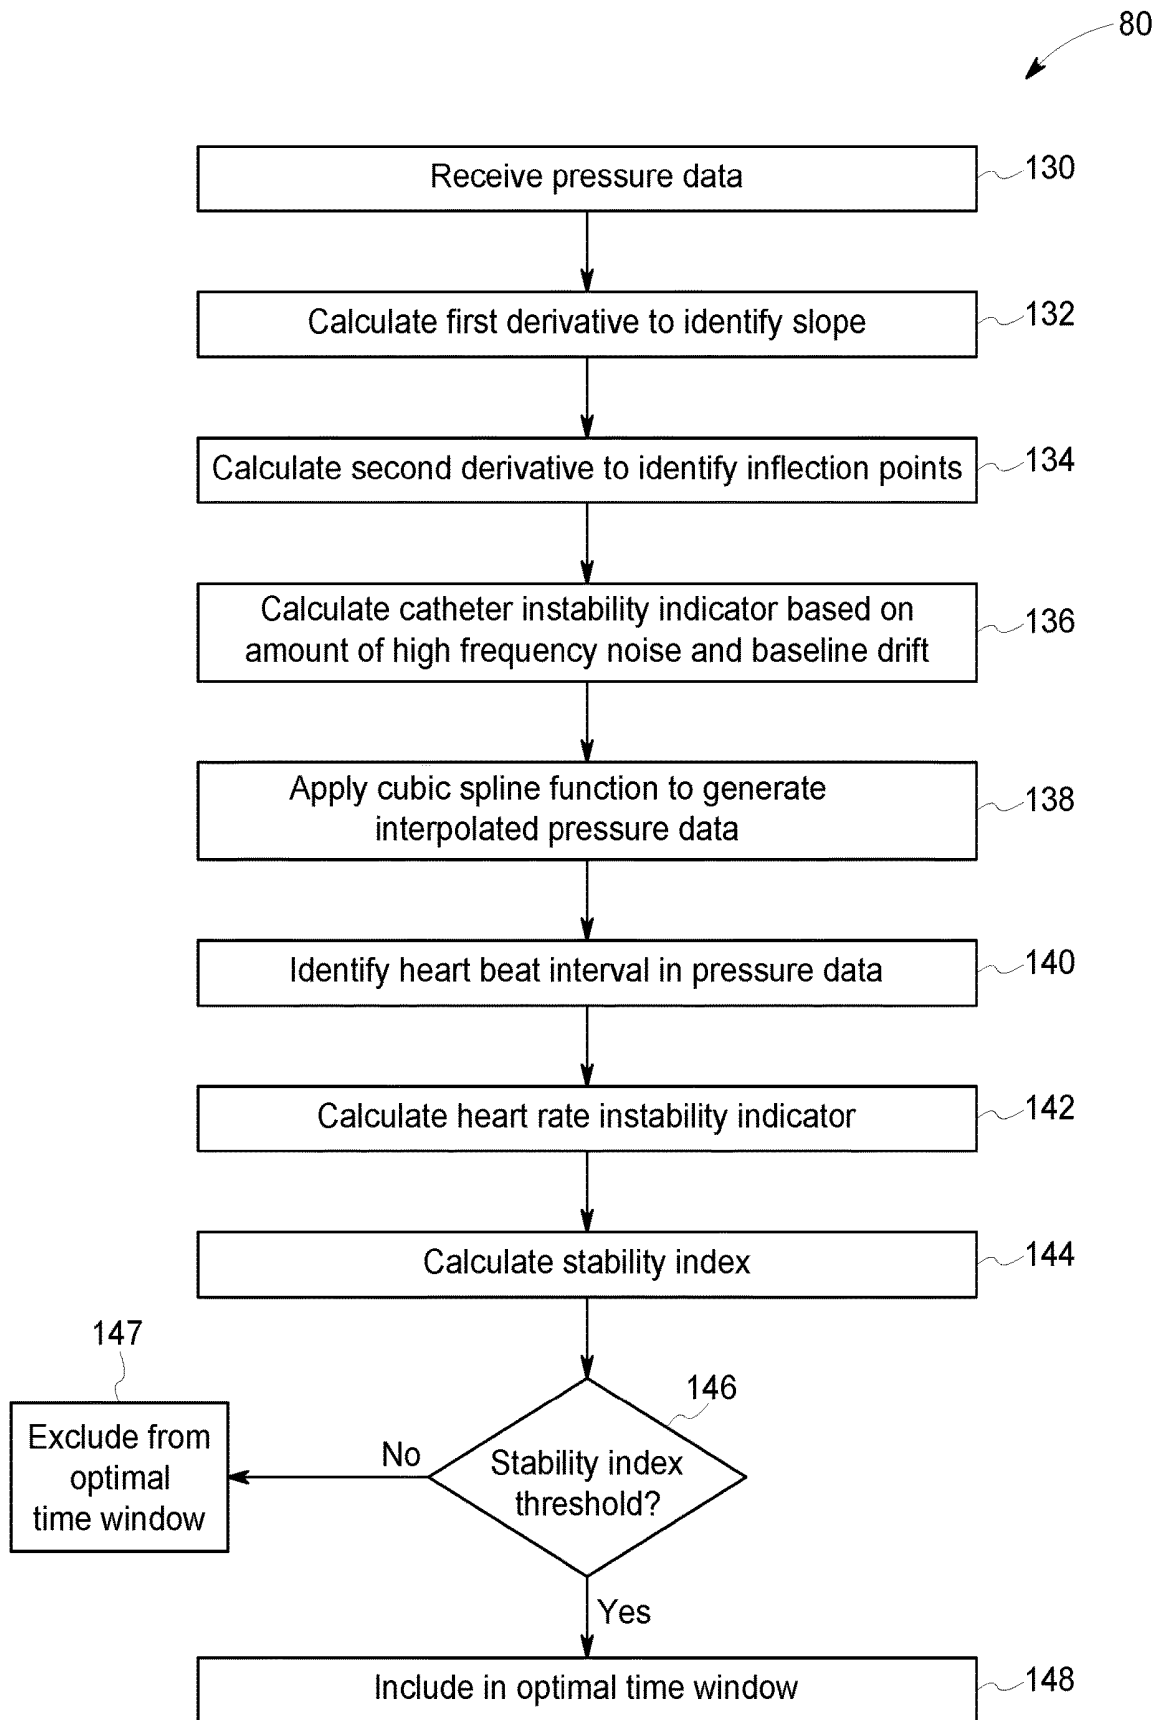 80
Receive pressure data
130
Calculate first derivative to identify slope
132
Calculate second derivative to identify inflection points
134
Calculate catheter instability indicator based on
amount of high frequency noise and baseline drift
136
Apply cubic spline function to generate
interpolated pressure data
138
Identify heart beat interval in pressure data
140
Calculate heart rate instability indicator
142
Calculate stability index
144
147
146
Exclude from
optimal
time window
No
Stability index
threshold?
Yes
Include in optimal time window
148